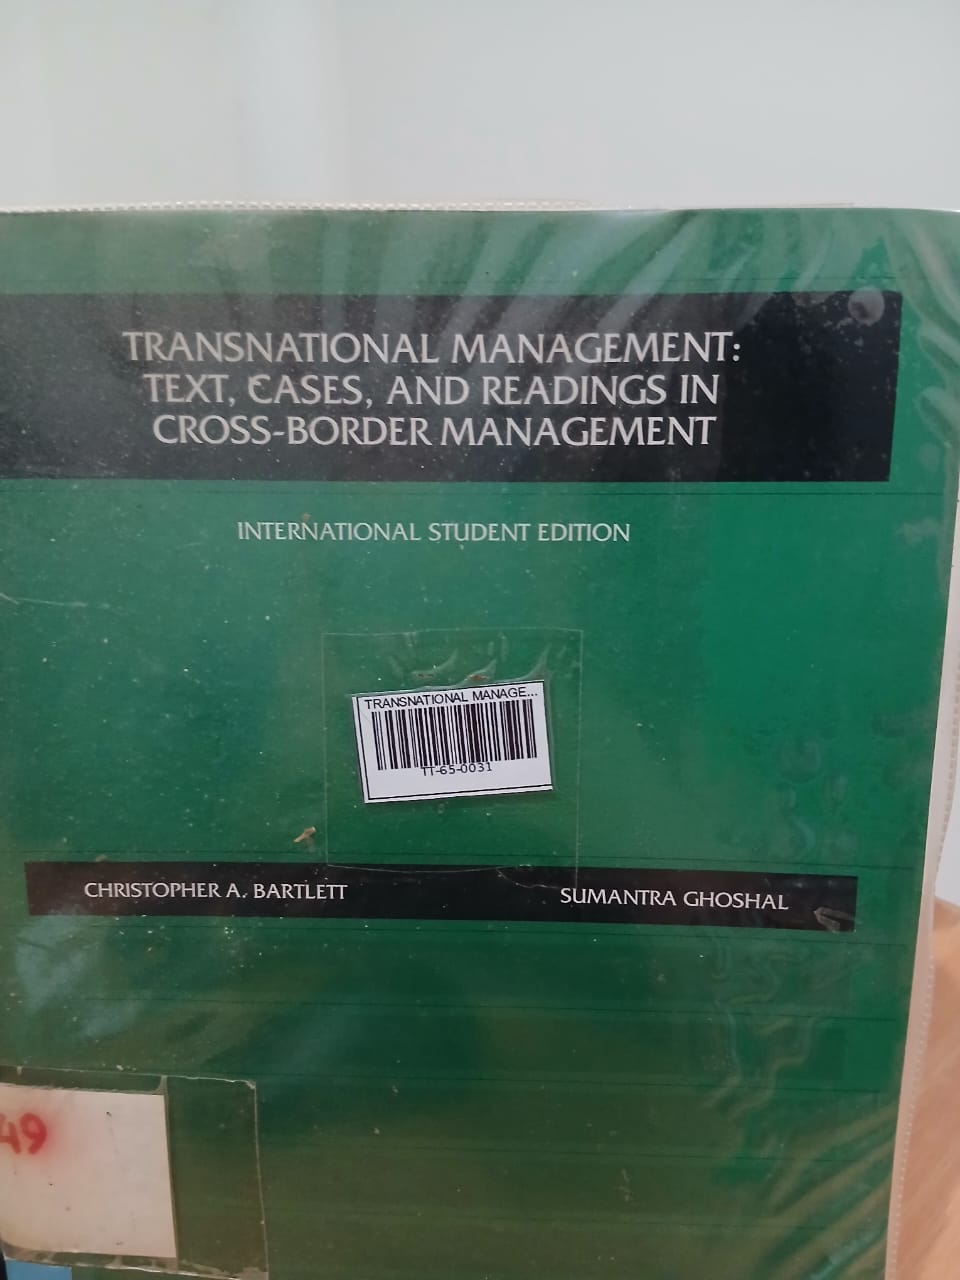 TRANSNATIONAL MANAGEMENT:
TEXT, CASES, AND READINGS IN
CROSS-BORDER MANAGEMENT
INTERNATIONAL STUDENT EDITION
TRANSNATIONAL MANAGE...
TT-65-0031
CHRISTOPHER A. BARTLETT
SUMANTRA GHOSHAL
49